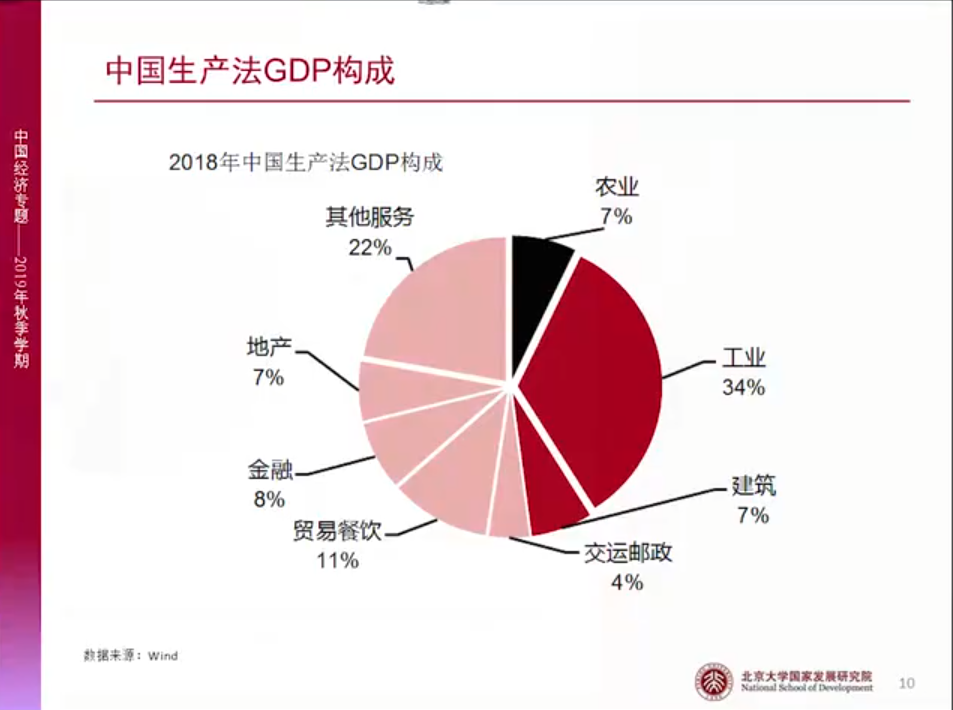 中国生产法GDP构成
中国经济专题——2019年秋季学期
2018年中国生产法GDP构成
农业
7%
其他服务
22%
地产
7%
工业
34%
金融
8%
建筑
7%
贸易餐饮
11%
交运邮政
4%
数据来源：Wind
北京大学国家发展研究院
National School of Development
10